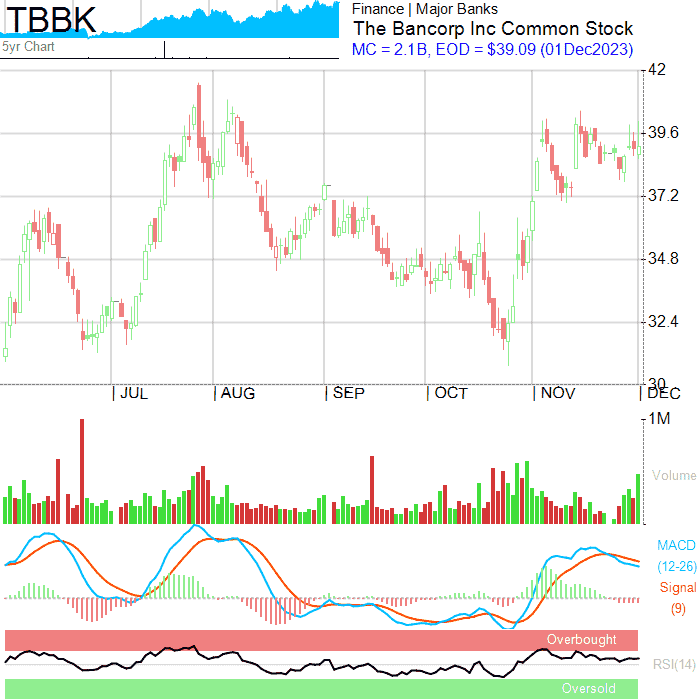 TBBK
5yr Chart
Finance | Major Banks
The Bancorp Inc Common Stock
MC = 2.1B, EOD = $39.09 (01Dec2023)
42
39.6
37.2
34.8
32.4
30
JUL
AUG
SEP
OCT
NOV
DEC
1M
Volume
MACD
(12-26)
Signal
(9)
Overbought
RSI(14)
Oversold